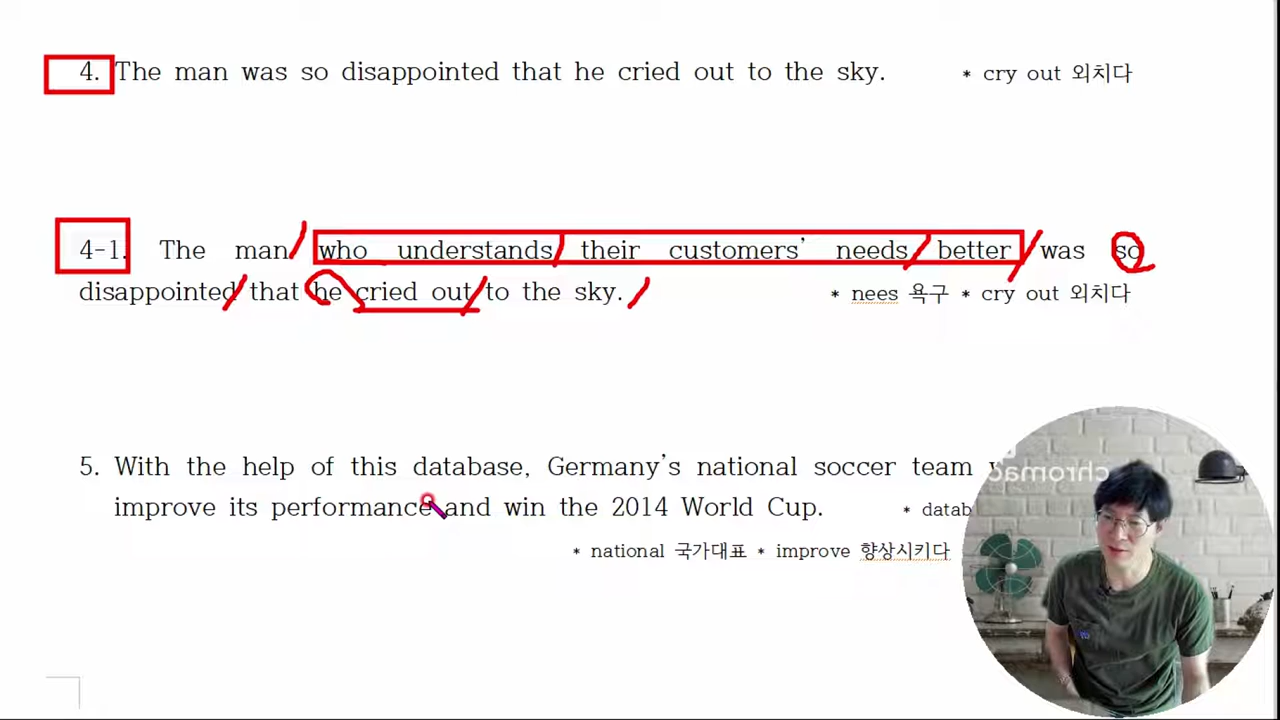 4. The man was so disappointed that he cried out to the sky. * cry out 외치다
4-1. The man who understands their customers' needs better was so
disappointed that he cried out to the sky. * nees 욕구 * cry out 외치다
5. With the help of this database, Germany's national soccer team
improve its performance and win the 2014 World Cup. *
* national 국가대표 * improve 향상시키다